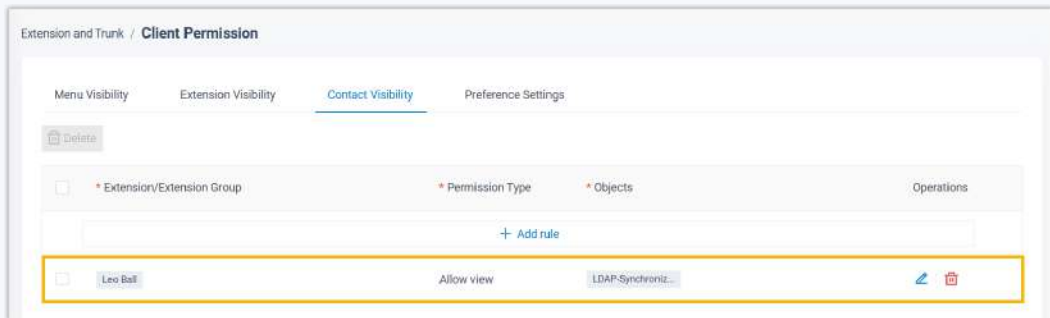 Extension and Trunk / Client Permission
Menu Visibility Extension Visibility Contact Visibility Preference Settings
Delete
* Extension/Extension Group * Permission Type * Objects Operations
+ Add rule
Leo Ball Allow view LDAP-Synchroniz...